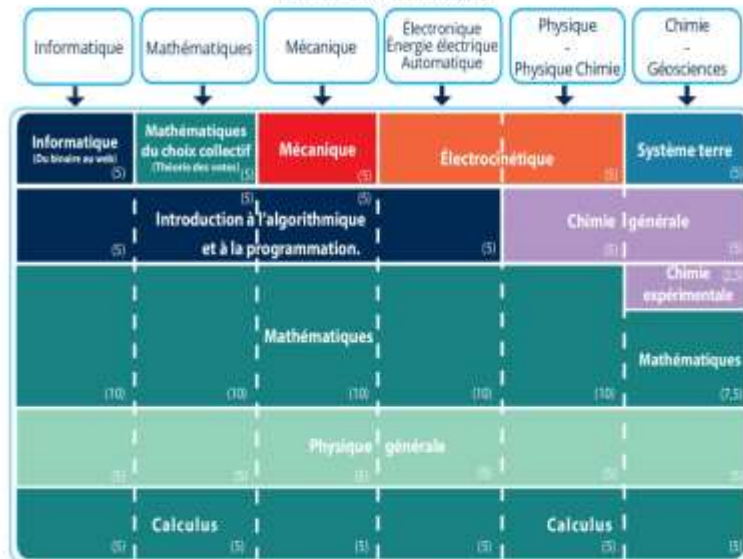 Informatique
Mathématiques
Mécanique
Électronique
Énergie électrique
Automatique
Physique
-
Physique Chimie
Chimie
-
Géosciences
Informatique
(Du binaire au web)
(5)
Mathématiques
du choix collectif
(Théorie des votes)
(5)
Mécanique
(5)
Électrocinétique
(5)
Système terre
(5)
(5)
(5)
Introduction à l'algorithmique
et à la programmation.
(5)
(5)
Chimie générale
(5)
(5)
Chimie (2,5)
expérimentale
Mathématiques
(10)
(10)
(10)
(10)
(10)
Mathématiques
(7,5)
Physique générale
(5)
(5)
(5)
(5)
(5)
(5)
Calculus
Calculus
(5)
(5)
(5)
(5)
(5)
(5)